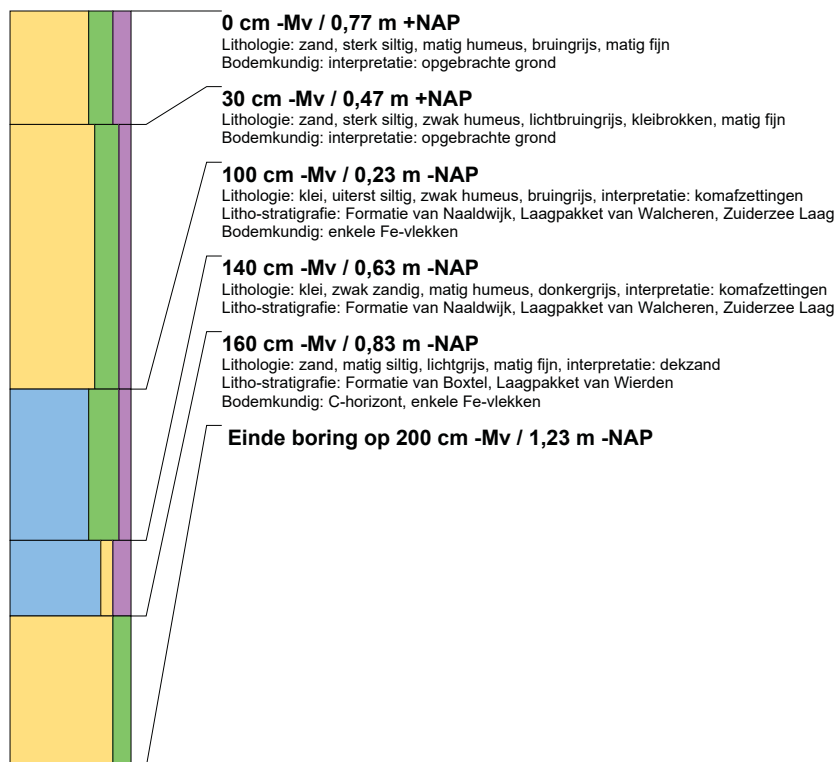 0 cm -Mv / 0,77 m +NAP
Lithologie: zand, sterk siltig, matig humeus, bruingrijs, matig fijn
Bodemkundig: interpretatie: opgebrachte grond
30 cm -Mv / 0,47 m +NAP
Lithologie: zand, sterk siltig, zwak humeus, lichtbruingrijs, kleibrokken, matig fijn
Bodemkundig: interpretatie: opgebrachte grond
100 cm -Mv / 0,23 m -NAP
Lithologie: klei, uiterst siltig, zwak humeus, bruingrijs, interpretatie: komafzettingen
Litho-stratigrafie: Formatie van Naaldwijk, Laagpakket van Walcheren, Zuiderzee Laag
Bodemkundig: enkele Fe-vlekken
140 cm -Mv / 0,63 m -NAP
Lithologie: klei, zwak zandig, matig humeus, donkergrijs, interpretatie: komafzettingen
Litho-stratigrafie: Formatie van Naaldwijk, Laagpakket van Walcheren, Zuiderzee Laag
160 cm -Mv / 0,83 m -NAP
Lithologie: zand, matig siltig, lichtgrijs, matig fijn, interpretatie: dekzand
Litho-stratigrafie: Formatie van Boxtel, Laagpakket van Wierden
Bodemkundig: C-horizont, enkele Fe-vlekken
Einde boring op 200 cm -Mv / 1,23 m -NAP